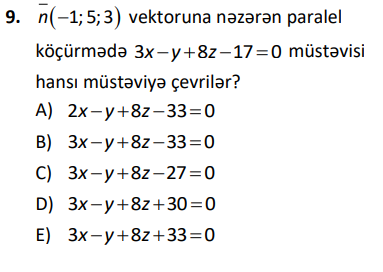 9. n̅(−1;5;3) vektoruna nəzərən paralel
köçürmədə 3x−y+8z−17=0 müstəvisi
hansı müstəviyə çevrilər?
A) 2x−y+8z−33=0
B) 3x−y+8z−33=0
C) 3x−y+8z−27=0
D) 3x−y+8z+30=0
E) 3x−y+8z+33=0